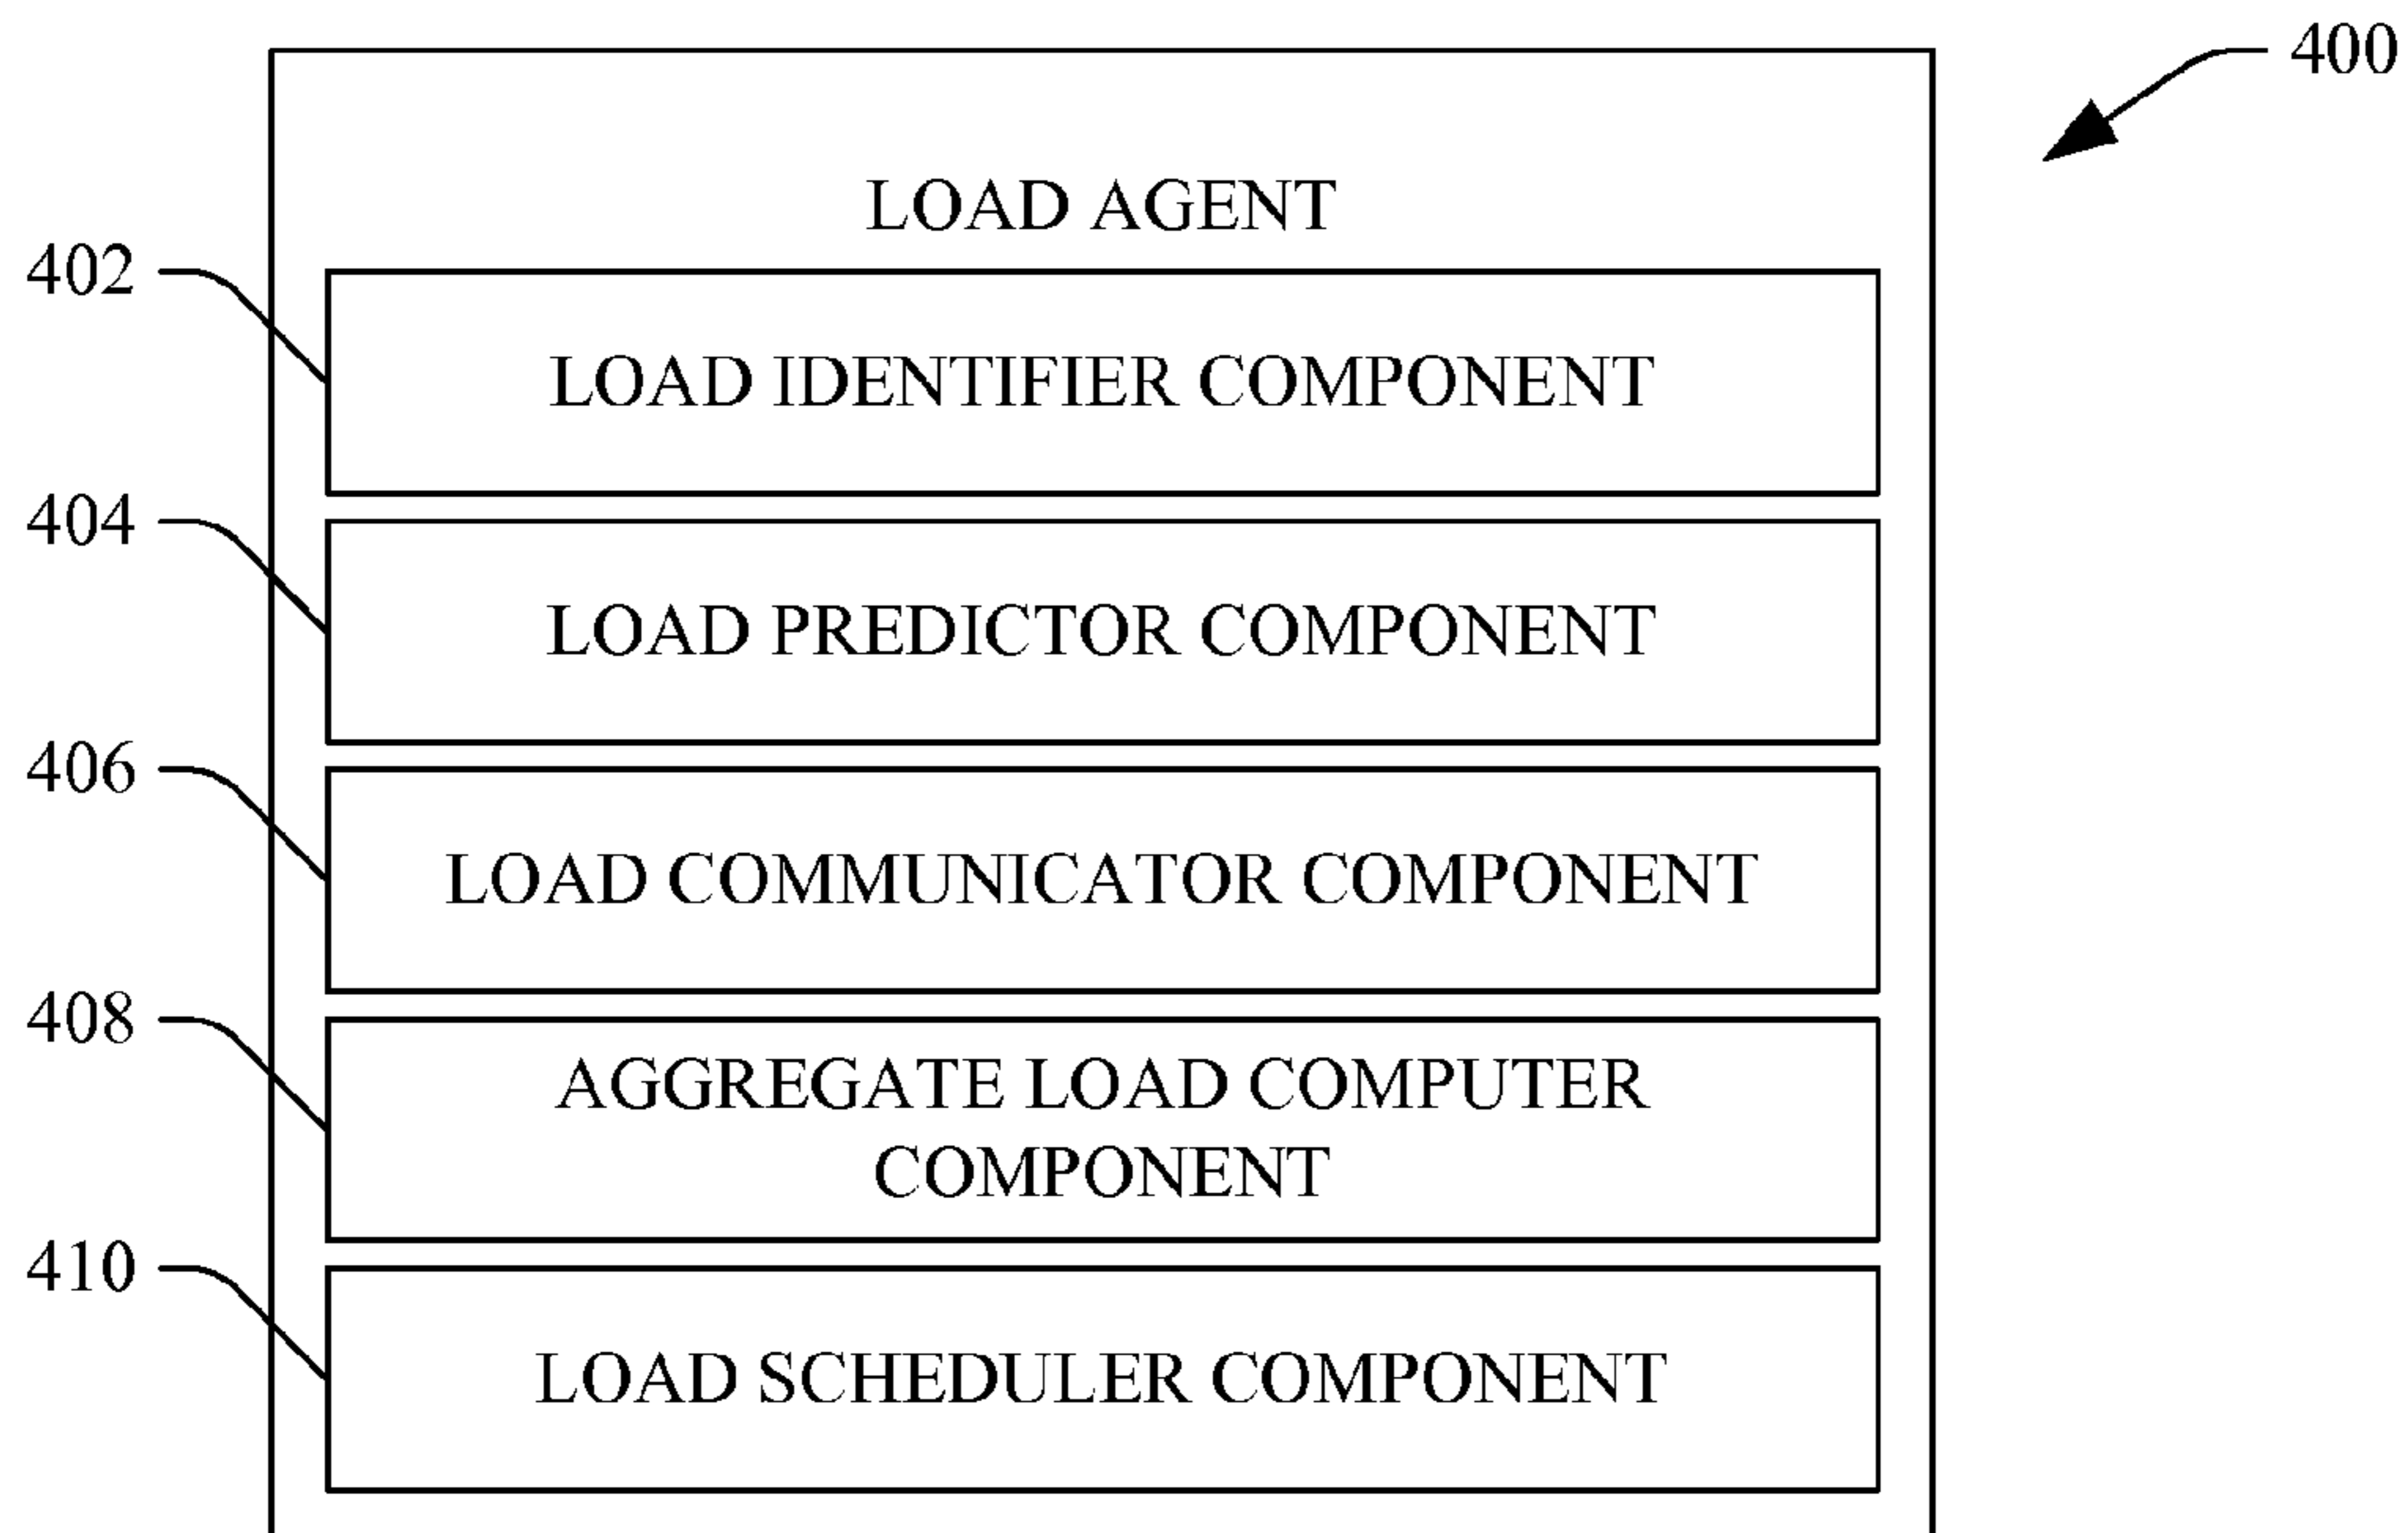 400
LOAD AGENT
402
LOAD IDENTIFIER COMPONENT
404
LOAD PREDICTOR COMPONENT
406
LOAD COMMUNICATOR COMPONENT
408
AGGREGATE LOAD COMPUTER
COMPONENT
410
LOAD SCHEDULER COMPONENT